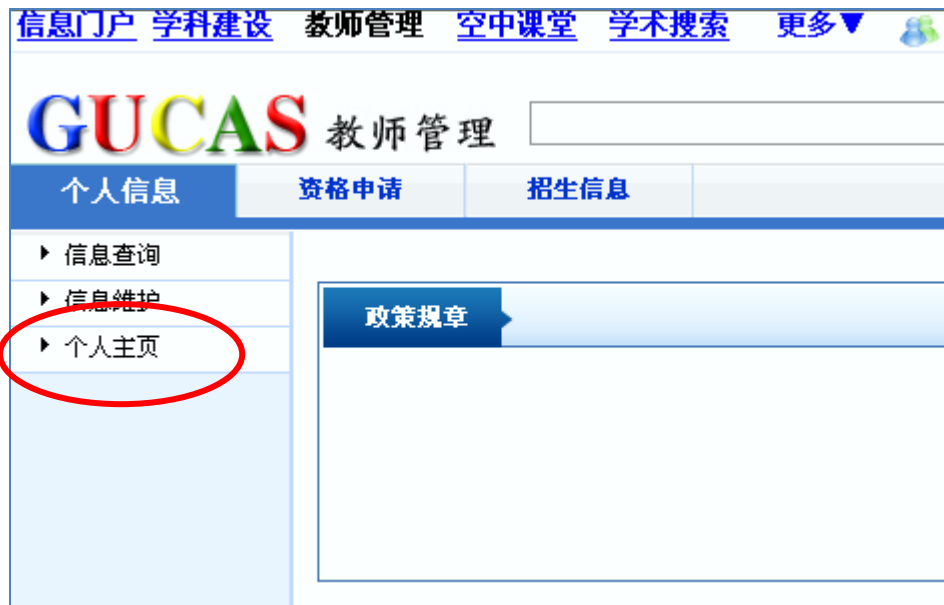 信息门户 学科建设 教师管理 空中课堂 学术搜索 更多▼
GUCAS 教师管理
个人信息 资格申请 招生信息
信息查询
信息维护
政策规章
个人主页